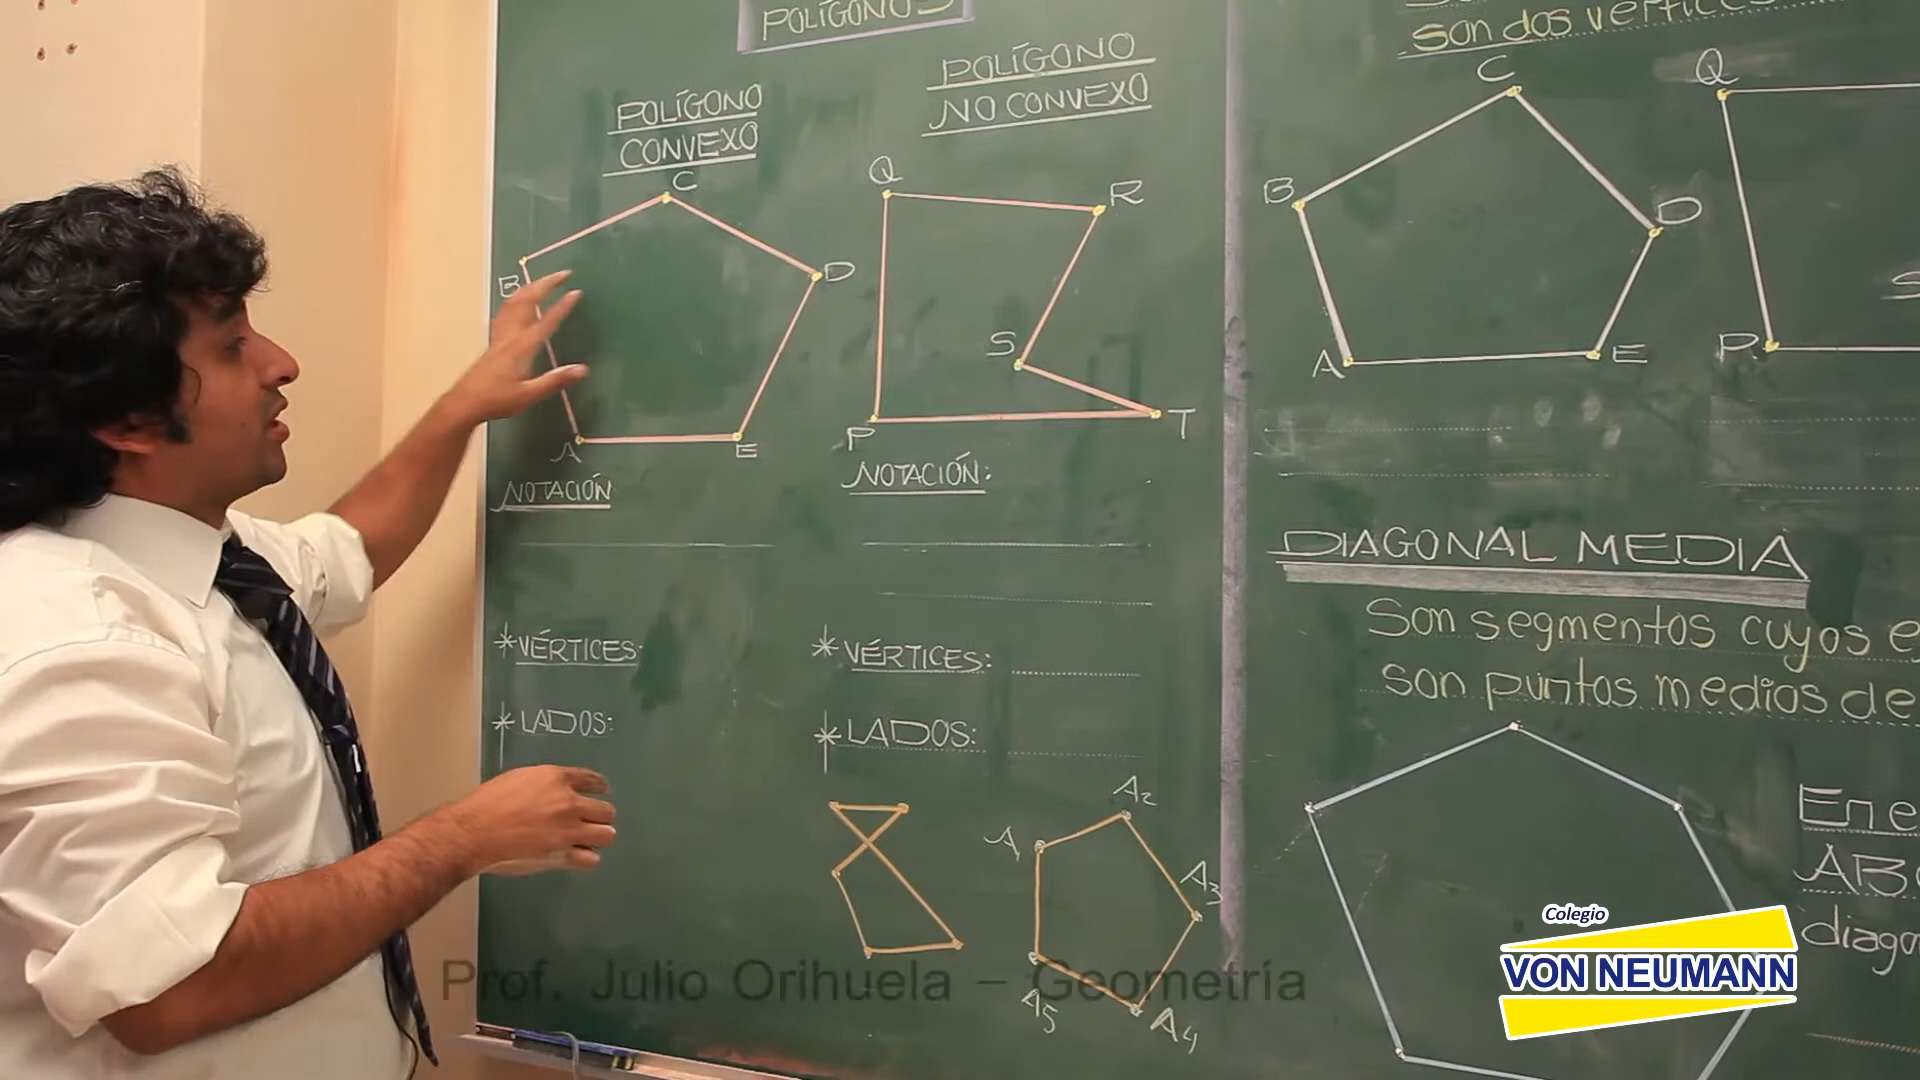 POLÍGONOS
POLÍGONO
CONVEXO
C
B
D
A
E
NOTACIÓN
*VÉRTICES:
*LADOS:
POLÍGONO
NO CONVEXO
Q
R
S
P
T
NOTACIÓN:
*VÉRTICES:
*LADOS:
A
A2
A3
A4
A5
son dos vértices
C
B
D
A
E
Q
P
S
DIAGONAL MEDIA
Son segmentos cuyos e
son puntos medios de
En e
AB
diago
Colegio
VON NEUMANN
Prof. Julio Orihuela – Geometría